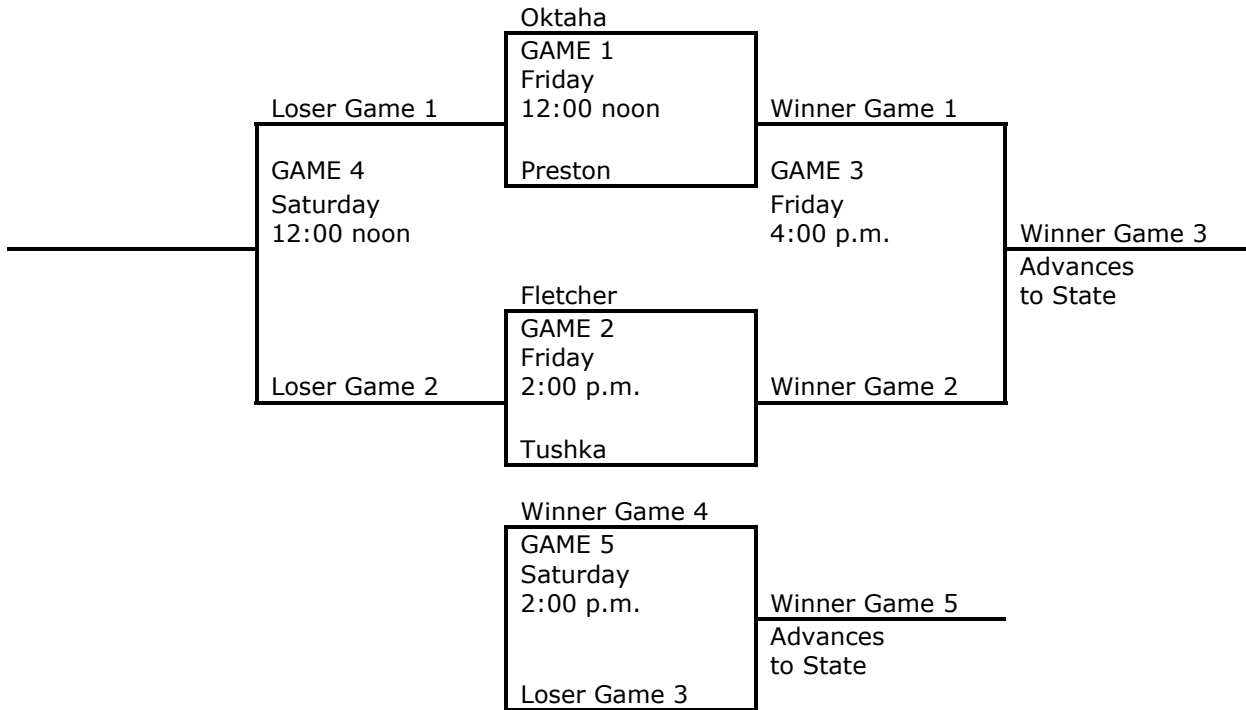 Oktaha
GAME 1
Friday
12:00 noon
Preston
Loser Game 1
Winner Game 1
GAME 4
Saturday
12:00 noon
GAME 3
Friday
4:00 p.m.
Winner Game 3
Advances
to State
Fletcher
GAME 2
Friday
2:00 p.m.
Tushka
Loser Game 2
Winner Game 2
Winner Game 4
GAME 5
Saturday
2:00 p.m.
Loser Game 3
Winner Game 5
Advances
to State